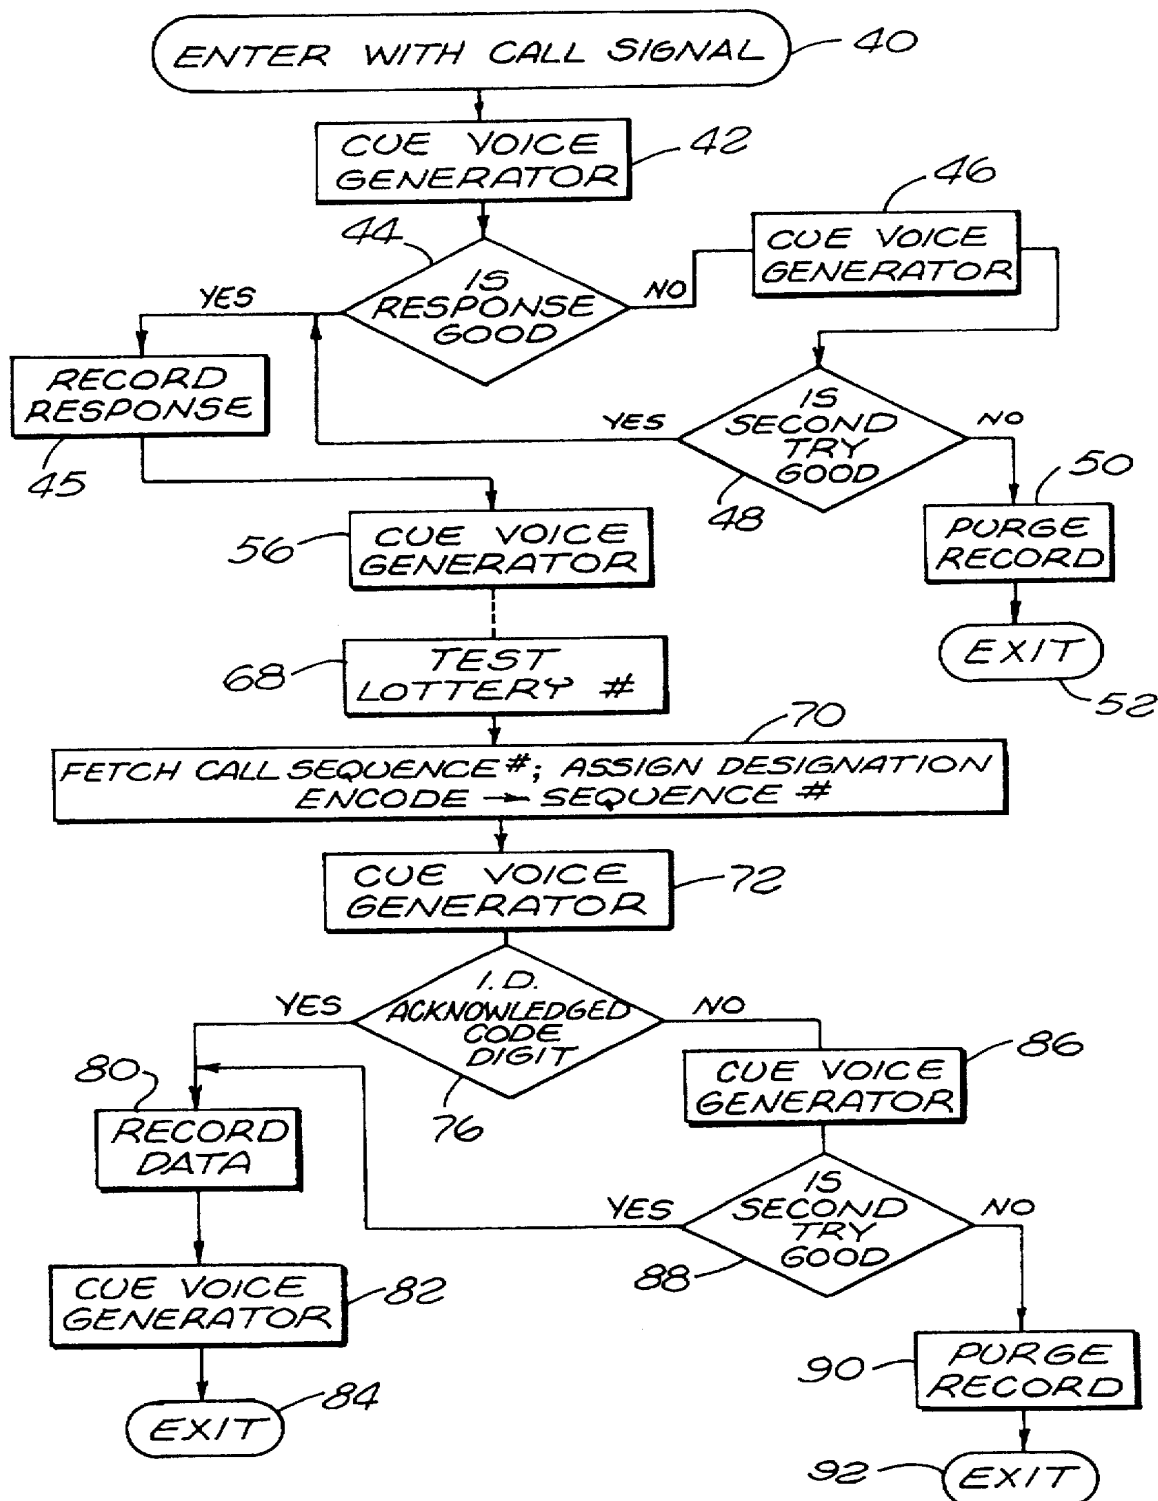 ENTER WITH CALL SIGNAL
40
CUE VOICE
GENERATOR
42
44
IS
RESPONSE
GOOD
YES
NO
46
CUE VOICE
GENERATOR
RECORD
RESPONSE
45
IS
SECOND
TRY
GOOD
YES
NO
48
50
PURGE
RECORD
EXIT
52
56
CUE VOICE
GENERATOR
68
TEST
LOTTERY #
70
FETCH CALL SEQUENCE #; ASSIGN DESIGNATION
ENCODE → SEQUENCE #
CUE VOICE
GENERATOR
72
I.D.
ACKNOWLEDGED
CODE
DIGIT
YES
NO
76
80
RECORD
DATA
86
CUE VOICE
GENERATOR
IS
SECOND
TRY
GOOD
YES
NO
88
CUE VOICE
GENERATOR
82
EXIT
84
90
PURGE
RECORD
92
EXIT